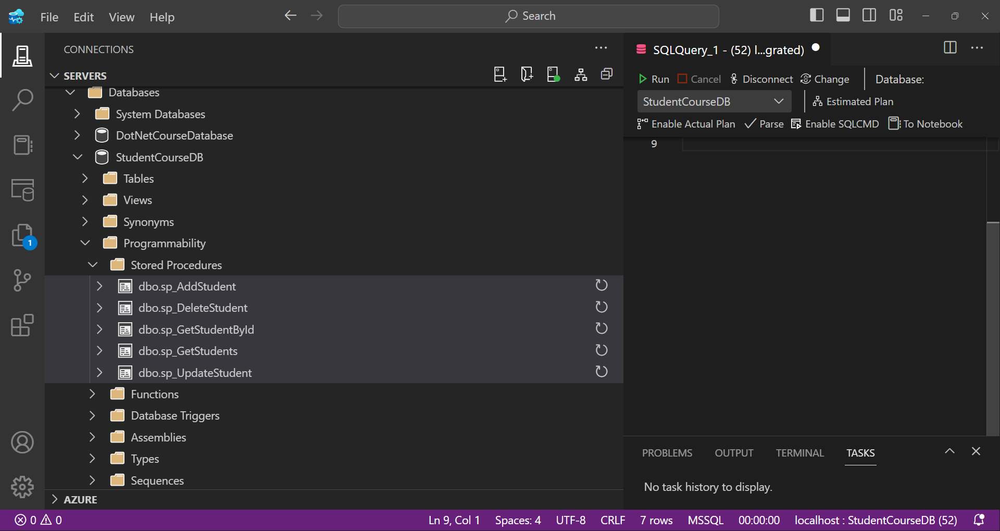 File Edit View Help
Search
CONNECTIONS
SERVERS
Databases
System Databases
DotNetCourseDatabase
StudentCourseDB
Tables
Views
Synonyms
Programmability
Stored Procedures
dbo.sp_AddStudent
dbo.sp_DeleteStudent
dbo.sp_GetStudentById
dbo.sp_GetStudents
dbo.sp_UpdateStudent
Functions
Database Triggers
Assemblies
Types
Sequences
AZURE
1
SQLQuery_1 - (52) l...grated)
Run Cancel Disconnect Change Database:
StudentCourseDB Estimated Plan
Enable Actual Plan Parse Enable SQLCMD To Notebook
9
PROBLEMS OUTPUT TERMINAL TASKS
No task history to display.
0 0 Ln 9, Col 1 Spaces: 4 UTF-8 CRLF 7 rows MSSQL 00:00:00 localhost : StudentCourseDB (52)